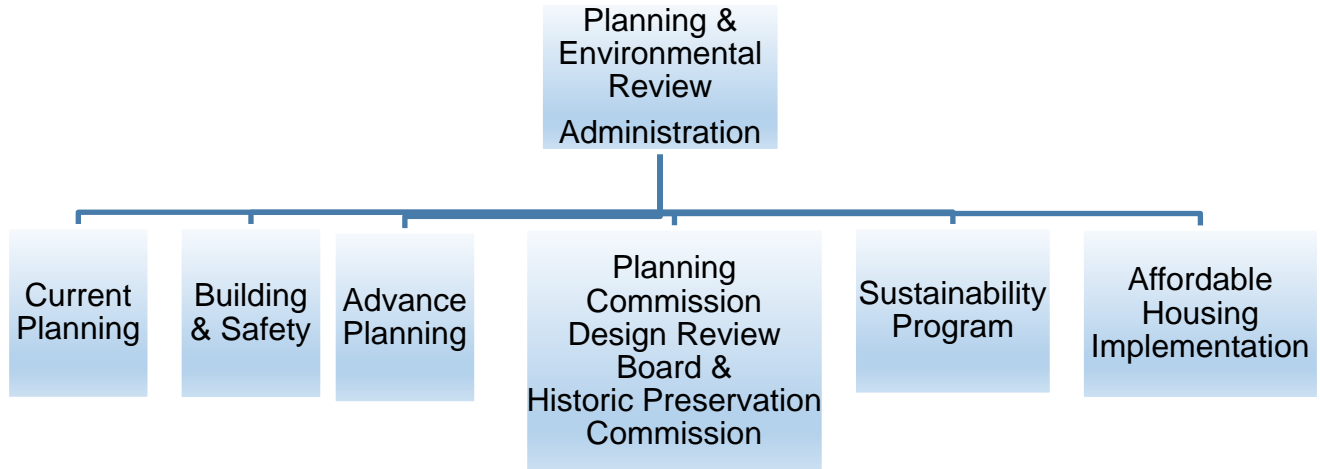 Planning &
Environmental
Review
Administration
Current
Planning
Building
& Safety
Advance
Planning
Planning
Commission
Design Review
Board &
Historic Preservation
Commission
Sustainability
Program
Affordable
Housing
Implementation